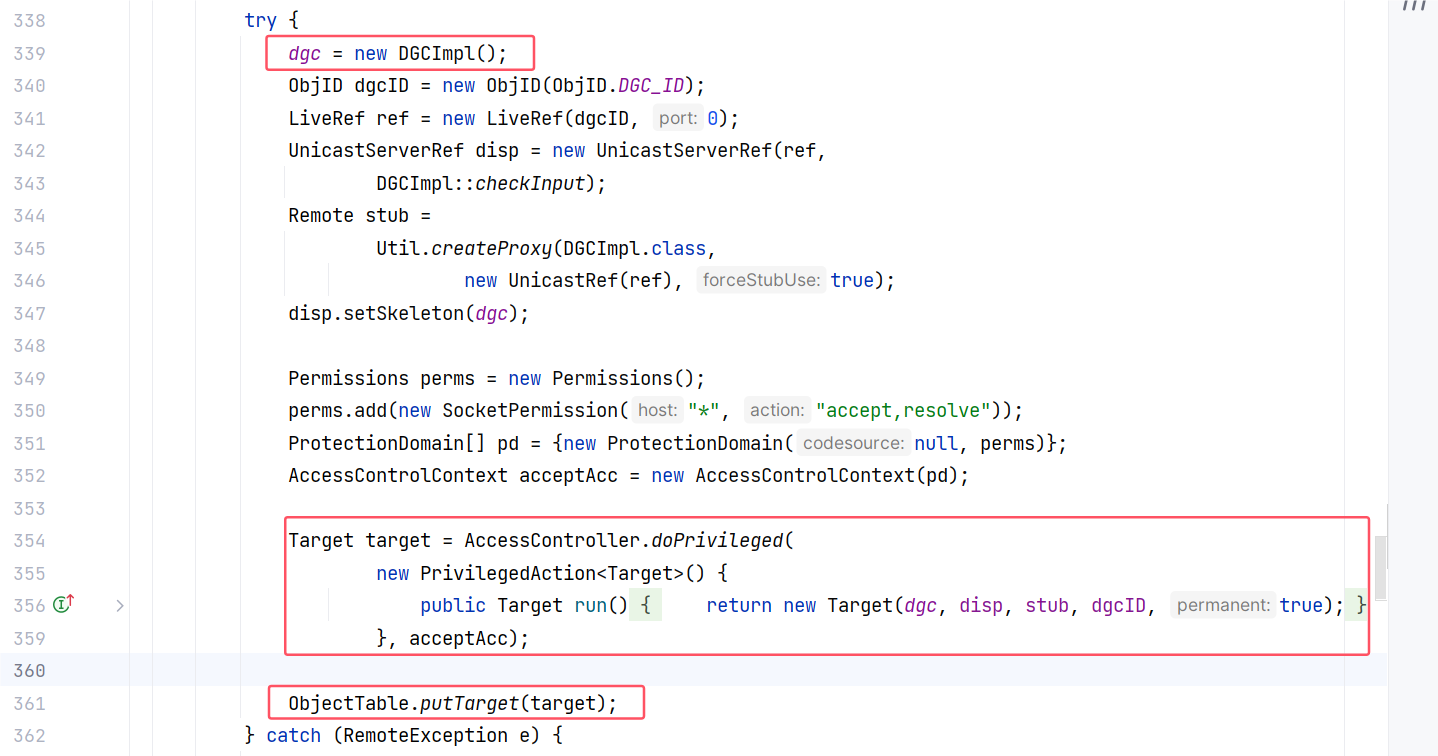 338 try {
339 dgc = new DGCImpl();
340 ObjID dgcID = new ObjID(ObjID.DGC_ID);
341 LiveRef ref = new LiveRef(dgcID, port: 0);
342 UnicastServerRef disp = new UnicastServerRef(ref,
343 DGCImpl::checkInput);
344 Remote stub =
345 Util.createProxy(DGCImpl.class,
346 new UnicastRef(ref), forceStubUse: true);
347 disp.setSkeleton(dgc);
348
349 Permissions perms = new Permissions();
350 perms.add(new SocketPermission( host: "*", action: "accept,resolve"));
351 ProtectionDomain[] pd = {new ProtectionDomain( codesource: null, perms)};
352 AccessControlContext acceptAcc = new AccessControlContext(pd);
353
354 Target target = AccessController.doPrivileged(
355 new PrivilegedAction<Target>() {
356 public Target run() { return new Target(dgc, disp, stub, dgcID, permanent: true); }
359 }, acceptAcc);
360
361 ObjectTable.putTarget(target);
362 } catch (RemoteException e) {